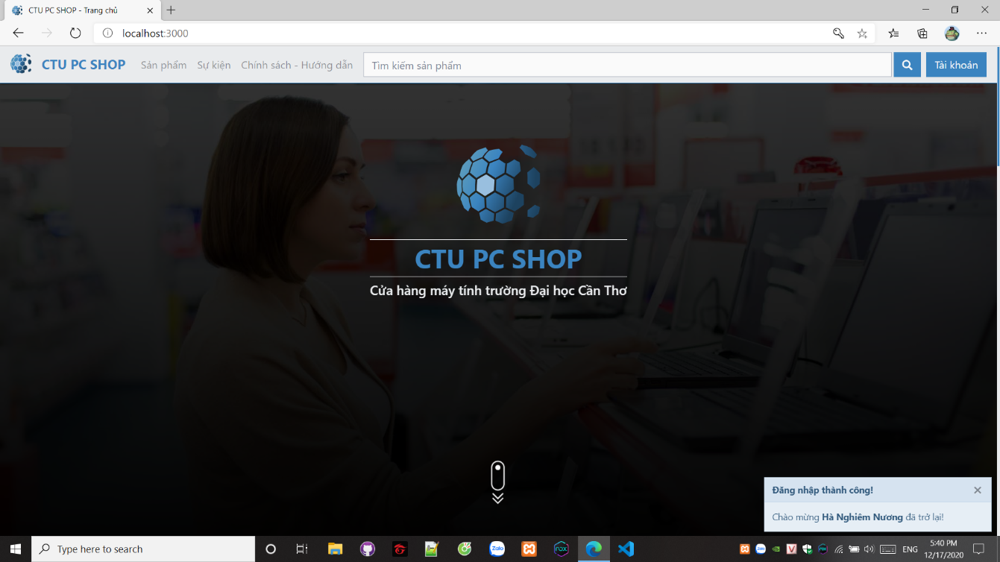 CTU PC SHOP - Trang chủ
localhost:3000
CTU PC SHOP Sản phẩm Sự kiện Chính sách - Hướng dẫn Tìm kiếm sản phẩm Tài khoản
CTU PC SHOP
Cửa hàng máy tính trường Đại học Cần Thơ
Đăng nhập thành công!
Chào mừng Hà Nghiêm Nương đã trở lại!
Type here to search
Zalo
nox
ENG
5:40 PM
12/17/2020